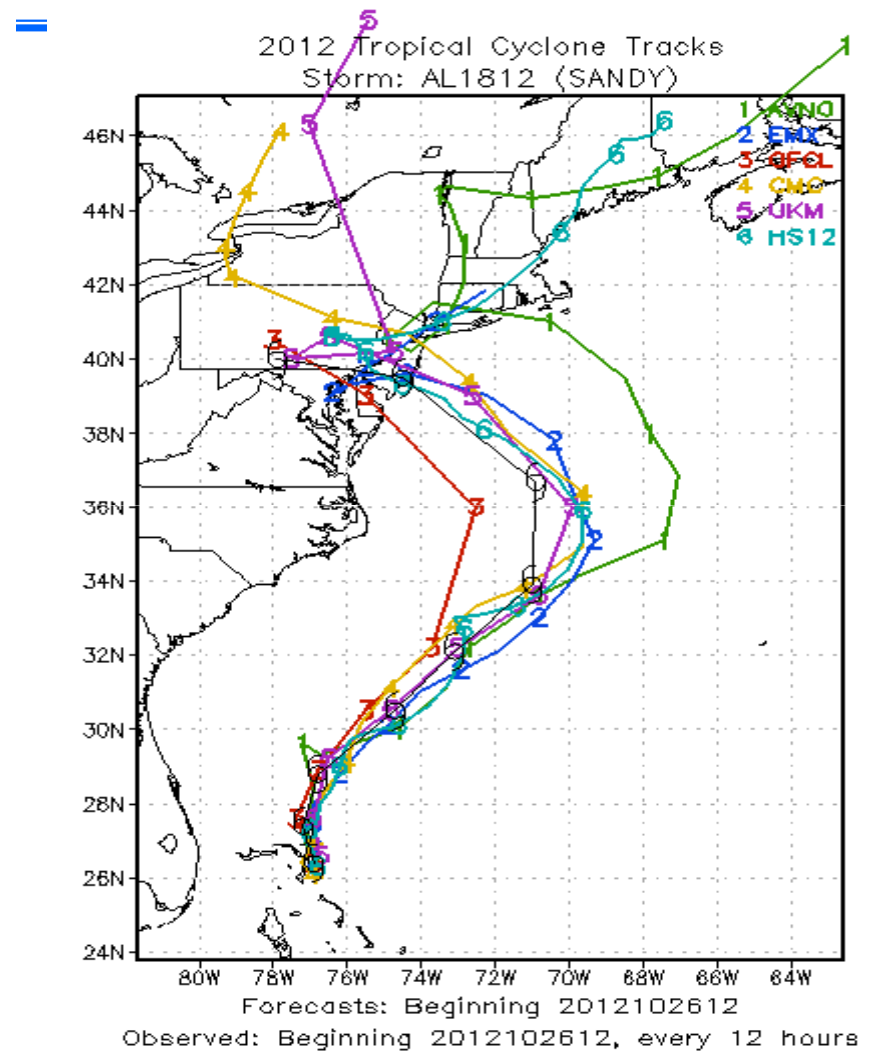 2012 Tropical Cyclone Tracks
Storm: AL1812 (SANDY)
1 AVNO
2 EMX
3 GFCL
4 CMC
5 UKM
6 HS12
46N
44N
42N
40N
38N
36N
34N
32N
30N
28N
26N
24N
80W 78W 76W 74W 72W 70W 68W 66W 64W
Forecasts: Beginning 2012102612
Observed: Beginning 2012102612, every 12 hours